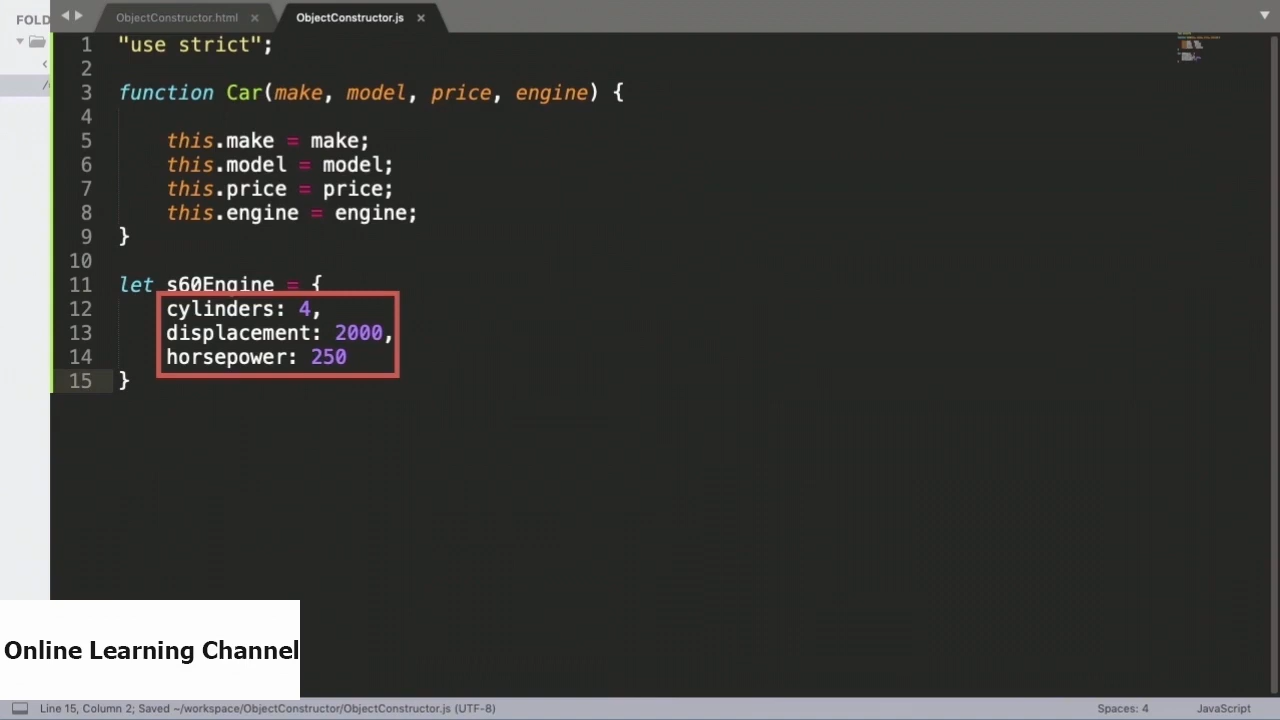 FOLD
ObjectConstructor.html ×
ObjectConstructor.js ×
1 "use strict";
2
3 function Car(make, model, price, engine) {
4
5 this.make = make;
6 this.model = model;
7 this.price = price;
8 this.engine = engine;
9 }
10
11 let s60Engine = {
12 cylinders: 4,
13 displacement: 2000,
14 horsepower: 250
15 }
Online Learning Channel
Line 15, Column 2; Saved ~/workspace/ObjectConstructor/ObjectConstructor.js (UTF-8)
Spaces: 4
JavaScript